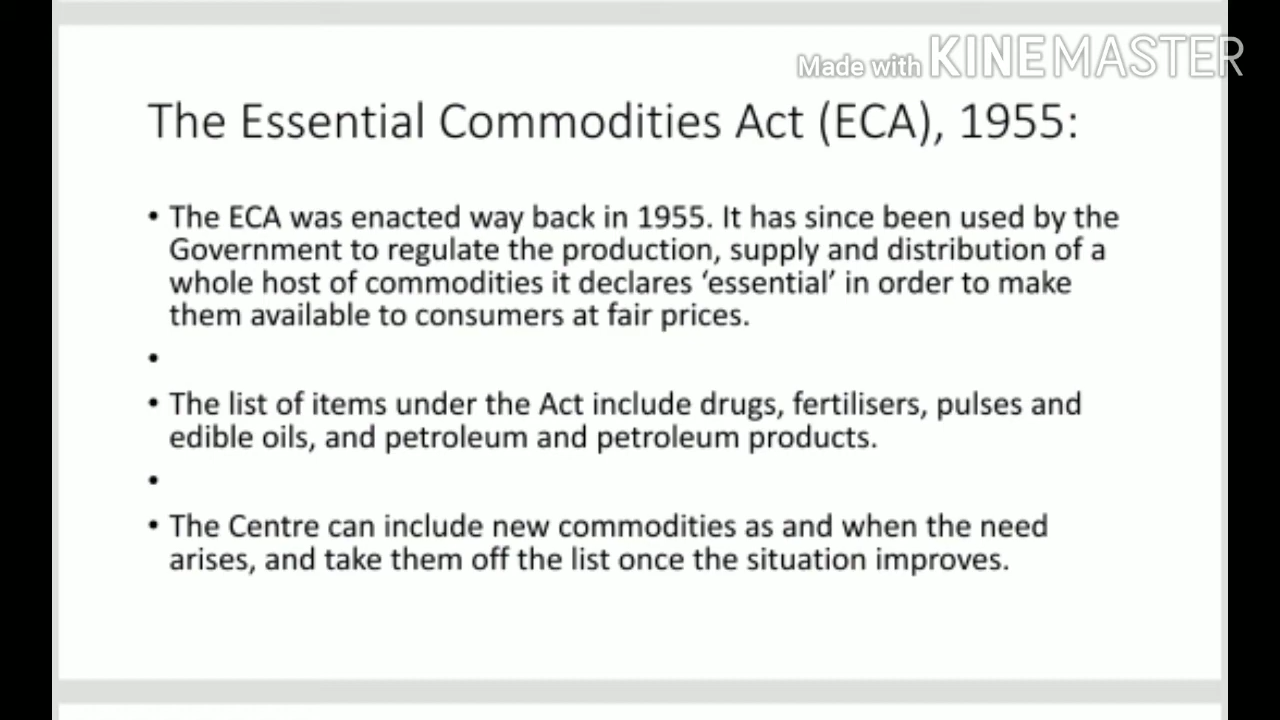 Made with KINEMASTER
The Essential Commodities Act (ECA), 1955:
• The ECA was enacted way back in 1955. It has since been used by the
Government to regulate the production, supply and distribution of a
whole host of commodities it declares ‘essential’ in order to make
them available to consumers at fair prices.
•
• The list of items under the Act include drugs, fertilisers, pulses and
edible oils, and petroleum and petroleum products.
•
• The Centre can include new commodities as and when the need
arises, and take them off the list once the situation improves.